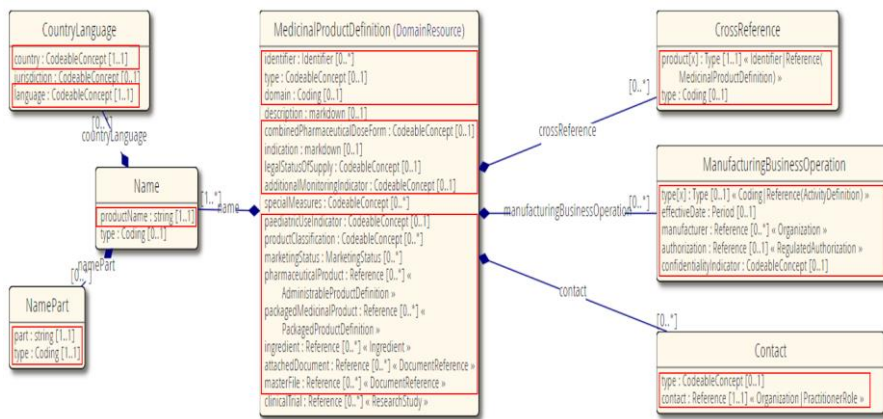 CountryLanguage
country : CodeableConcept [1..1]
jurisdiction : CodeableConcept [0..1]
language : CodeableConcept [1..1]
[0..*]
countryLanguage
Name
productName : string [1..1]
type : Coding [0..1]
[1..*]
name
namePart
[0..*]
NamePart
part : string [1..1]
type : Coding [1..1]
MedicinalProductDefinition (DomainResource)
identifier : Identifier [0..*]
type : CodeableConcept [0..1]
domain : Coding [0..1]
description : markdown [0..1]
combinedPharmaceuticalDoseForm : CodeableConcept [0..1]
indication : markdown [0..1]
legalStatusOfSupply : CodeableConcept [0..1]
additionalMonitoringIndicator : CodeableConcept [0..1]
specialMeasures : CodeableConcept [0..*]
paediatricUseIndicator : CodeableConcept [0..1]
productClassification : CodeableConcept [0..*]
marketingStatus : MarketingStatus [0..*]
pharmaceuticalProduct : Reference [0..*] «
AdministrableProductDefinition »
packagedMedicinalProduct : Reference [0..*] «
PackagedProductDefinition »
ingredient : Reference [0..*] « Ingredient »
attachedDocument : Reference [0..*] « DocumentReference »
masterFile : Reference [0..*] « DocumentReference »
clinicalTrial : Reference [0..*] « ResearchStudy »
crossReference
[0..*]
manufacturingBusinessOperation
[0..*]
contact
[0..*]
CrossReference
product[x] : Type [1..1] « Identifier|Reference(
MedicinalProductDefinition) »
type : Coding [0..1]
ManufacturingBusinessOperation
type[x] : Type [0..1] « Coding|Reference(ActivityDefinition) »
effectiveDate : Period [0..1]
manufacturer : Reference [0..*] « Organization »
authorization : Reference [0..1] « RegulatedAuthorization »
confidentialityIndicator : CodeableConcept [0..1]
Contact
type : CodeableConcept [0..1]
contact : Reference [1..1] « Organization|PractitionerRole »